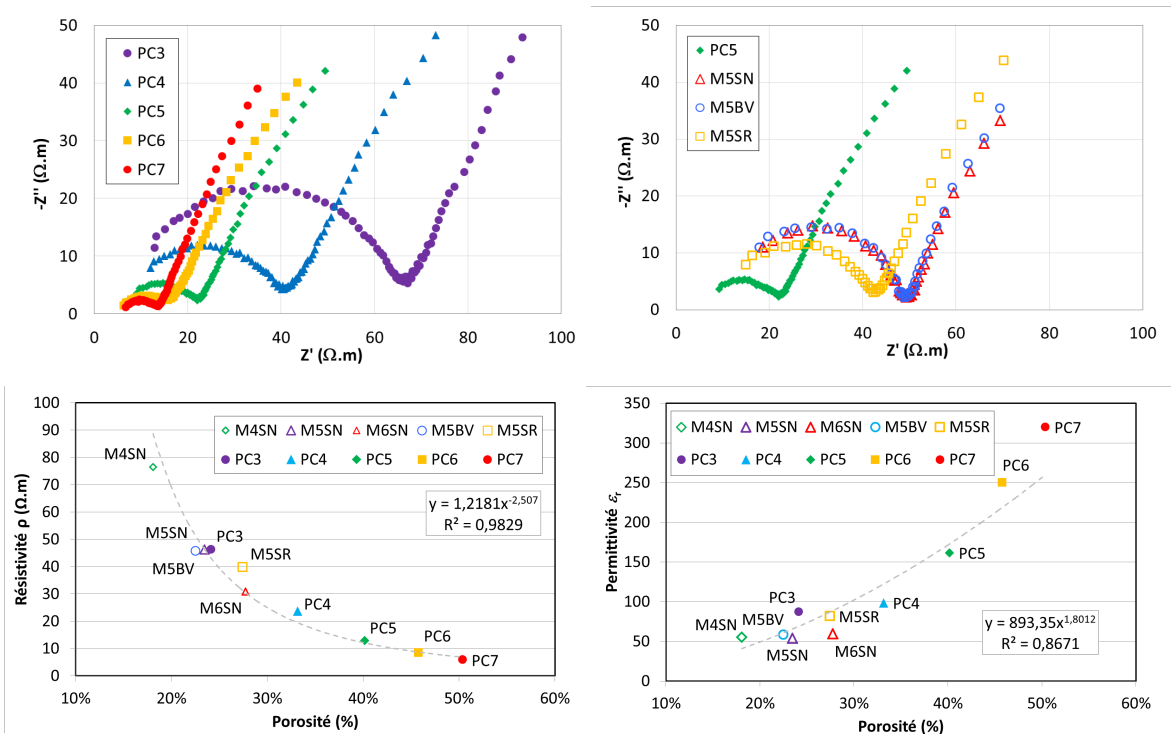 50
40
30
20
10
0
-Z'' (Ω.m)
PC3
PC4
PC5
PC6
PC7
0 20 40 60 80 100
Z' (Ω.m)
50
40
30
20
10
0
-Z'' (Ω.m)
PC5
M5SN
M5BV
M5SR
0 20 40 60 80 100
Z' (Ω.m)
100
90
80
70
60
50
40
30
20
10
0
Résistivité ρ (Ω.m)
M4SN M5SN M6SN M5BV M5SR
PC3 PC4 PC5 PC6 PC7
M4SN
y = 1,2181x^-2,507
R² = 0,9829
M5SN PC3
M5BV M5SR
M6SN
PC4
PC5
PC6
PC7
10% 20% 30% 40% 50% 60%
Porosité (%)
350
300
250
200
150
100
50
0
Permittivité εr
M4SN M5SN M6SN M5BV M5SR
PC3 PC4 PC5 PC6 PC7
PC7
PC6
PC5
PC3
PC4
M4SN M5BV M5SR
M5SN M6SN
y = 893,35x^1,8012
R² = 0,8671
10% 20% 30% 40% 50% 60%
Porosité (%)